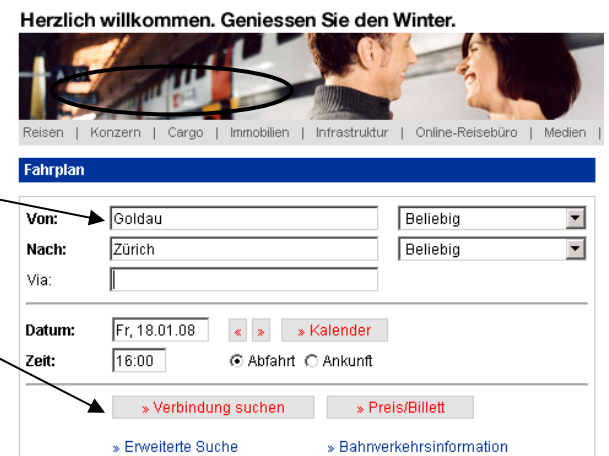 Herzlich willkommen. Geniessen Sie den Winter.
Reisen | Konzern | Cargo | Immobilien | Infrastruktur | Online-Reisebüro | Medien |
Fahrplan
Von: Goldau Beliebig
Nach: Zürich Beliebig
Via:
Datum: Fr, 18.01.08 « » » Kalender
Zeit: 16:00 Abfahrt Ankunft
» Verbindung suchen » Preis/Billett
» Erweiterte Suche » Bahnverkehrsinformation